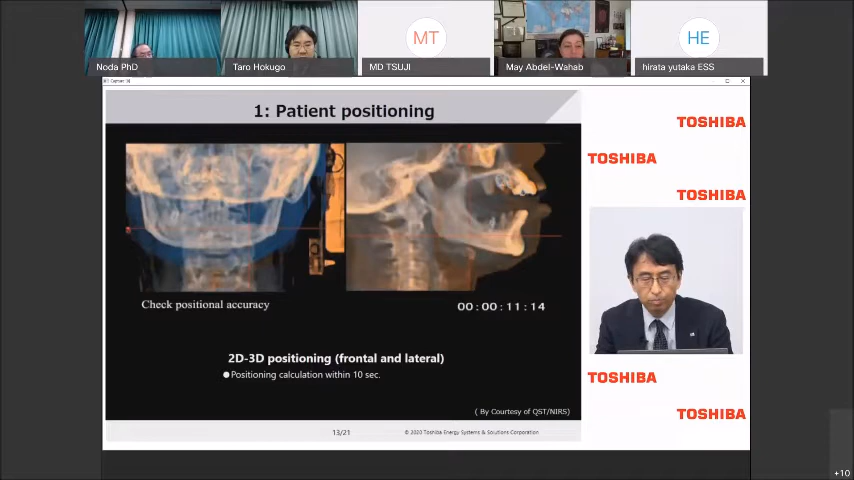 MT
HE
Noda PhD
Taro Hokugo
MD TSUJI
May Abdel-Wahab
hirata yutaka ESS
1: Patient positioning
TOSHIBA
TOSHIBA
TOSHIBA
Check positional accuracy
00:00:11:14
2D-3D positioning (frontal and lateral)
●Positioning calculation within 10 sec.
TOSHIBA
( By Courtesy of QST/NIRS)
TOSHIBA
13/21
© 2020 Toshiba Energy Systems & Solutions Corporation
+10